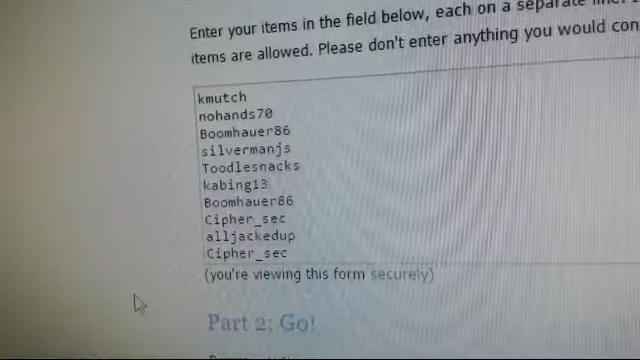 Enter your items in the field below, each on a separate line.
items are allowed. Please don't enter anything you would con
kmutch
nohands70
Boomhauer86
silvermanjs
Toodlesnacks
kabing13
Boomhauer86
Cipher_sec
alljackedup
Cipher_sec
(you're viewing this form securely)
Part 2: Go!